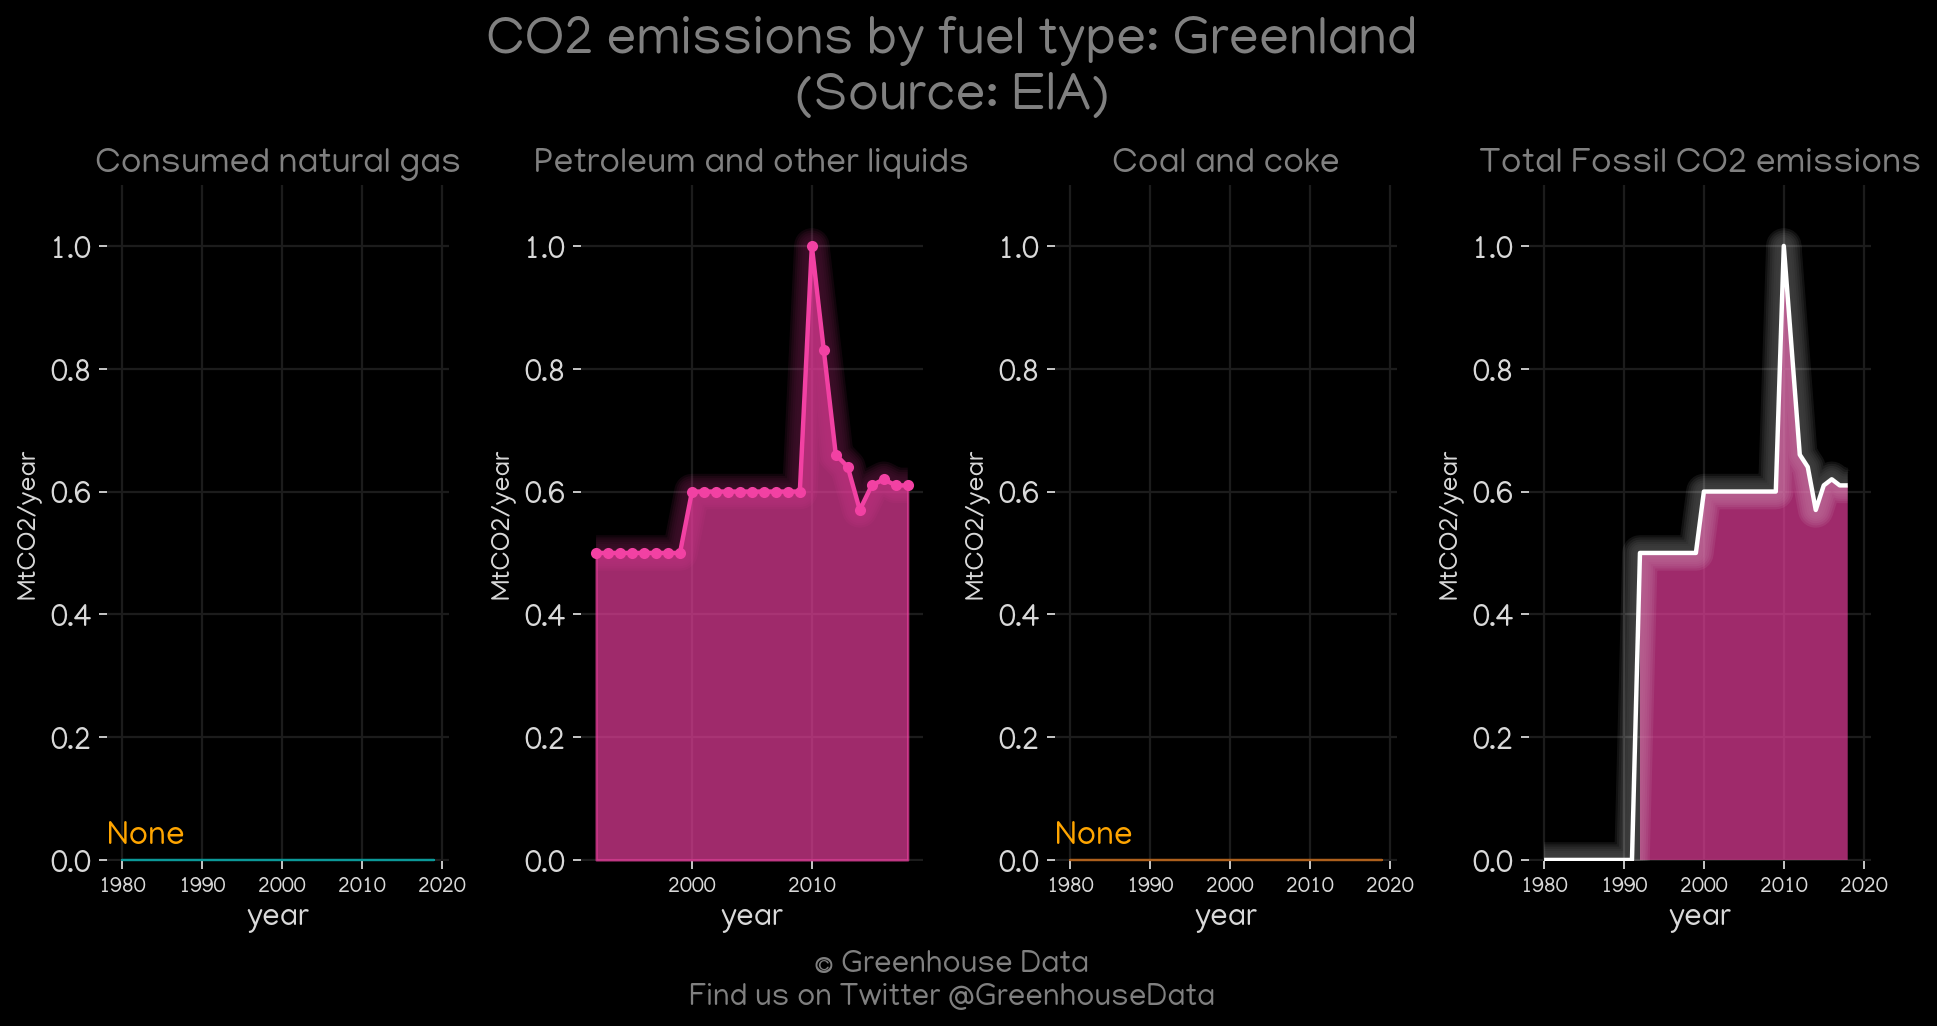 CO2 emissions by fuel type: Greenland
(Source: EIA)
Consumed natural gas
Petroleum and other liquids
Coal and coke
Total Fossil CO2 emissions
MtCO2/year
1.0
0.8
0.6
0.4
0.2
0.0
None
1980 1990 2000 2010 2020
year
MtCO2/year
1.0
0.8
0.6
0.4
0.2
0.0
2000 2010
year
MtCO2/year
1.0
0.8
0.6
0.4
0.2
0.0
None
1980 1990 2000 2010 2020
year
MtCO2/year
1.0
0.8
0.6
0.4
0.2
0.0
1980 1990 2000 2010 2020
year
© Greenhouse Data
Find us on Twitter @GreenhouseData